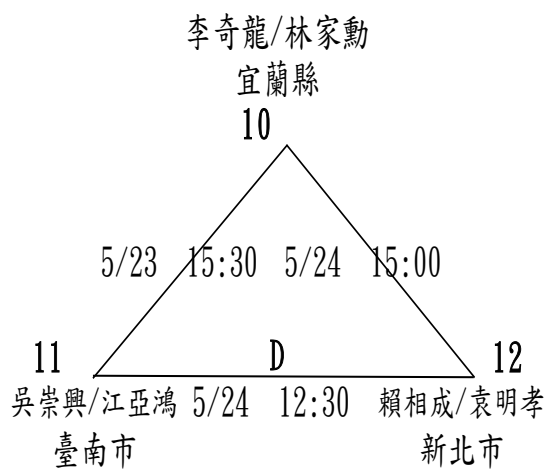 李奇龍/林家勳
宜蘭縣
10
5/23 15:30 5/24 15:00
11 D 12
吳崇興/江亞鴻 5/24 12:30 賴相成/袁明孝
臺南市 新北市